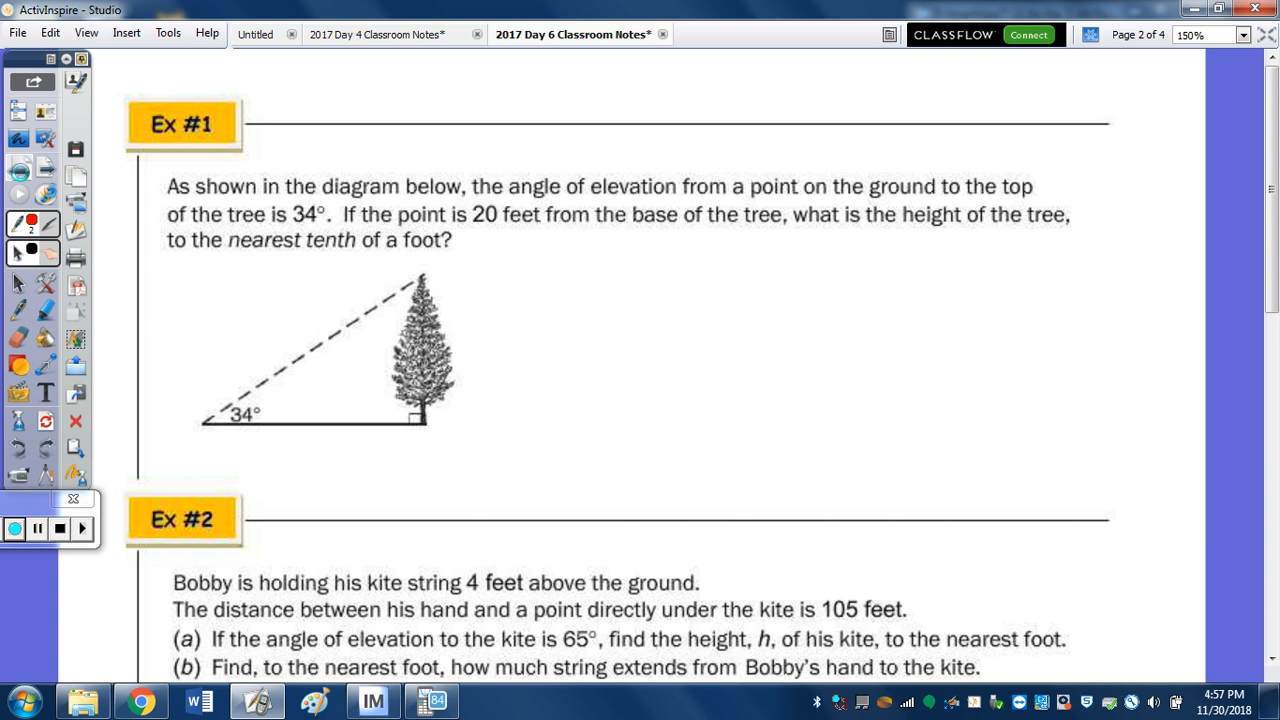 ActivInspire - Studio
File Edit View Insert Tools Help
Untitled
2017 Day 4 Classroom Notes*
2017 Day 6 Classroom Notes*
CLASSFLOW
Connect
Page 2 of 4
150%
Ex #1
As shown in the diagram below, the angle of elevation from a point on the ground to the top
of the tree is 34°. If the point is 20 feet from the base of the tree, what is the height of the tree,
to the nearest tenth of a foot?
34°
2
Ex #2
Bobby is holding his kite string 4 feet above the ground.
The distance between his hand and a point directly under the kite is 105 feet.
(a) If the angle of elevation to the kite is 65°, find the height, h, of his kite, to the nearest foot.
(b) Find, to the nearest foot, how much string extends from Bobby's hand to the kite.
IM
84
4:57 PM
11/30/2018